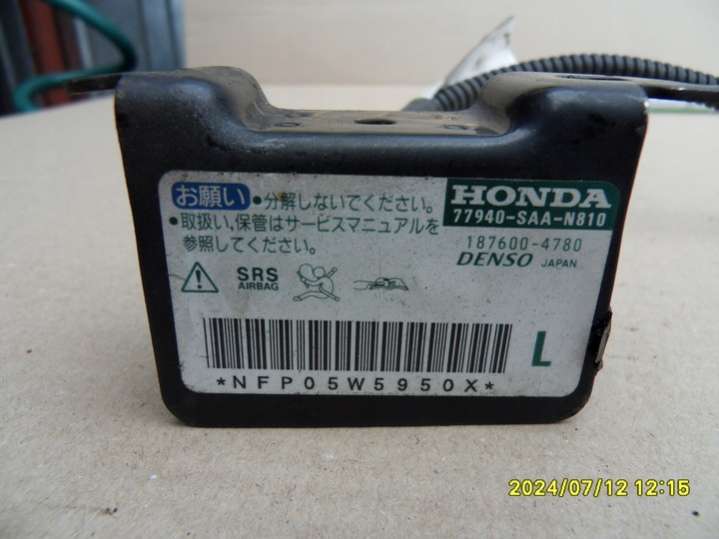 お願い
•分解しないでください。
•取扱い,保管はサービスマニュアルを
参照してください。
HONDA
77940-SAA-N810
187600-4780
DENSO JAPAN
SRS
AIRBAG
L
*NFP05W5950X*
2024/07/12 12:15